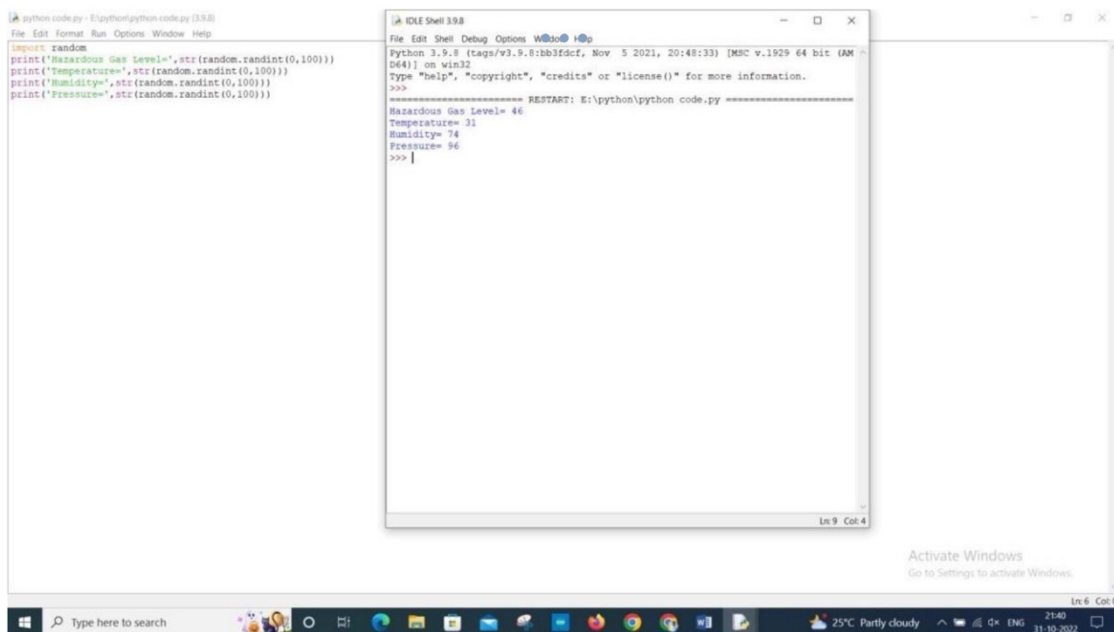 python code.py - E:\python\python code.py (3.9.8)
File Edit Format Run Options Window Help
import random
print('Hazardous Gas Level=',str(random.randint(0,100)))
print('Temperature=',str(random.randint(0,100)))
print('Humidity=',str(random.randint(0,100)))
print('Pressure=',str(random.randint(0,100)))
IDLE Shell 3.9.8
File Edit Shell Debug Options
Python 3.9.8 (tags/v3.9.8:bb3fdcf, Nov 5 2021, 20:48:33) [MSC v.1929 64 bit (AM
D64)] on win32
Type "help", "copyright", "credits" or "license()" for more information.
>>>
====================== RESTART: E:\python\python code.py =====================
Hazardous Gas Level= 46
Temperature= 31
Humidity= 74
Pressure= 96
>>>
Ln: 9 Col: 4
Activate Windows
Go to Settings to activate Windows.
Ln: 6 Col:
Type here to search
25°C Partly cloudy
ENG
21:40
31-10-2022